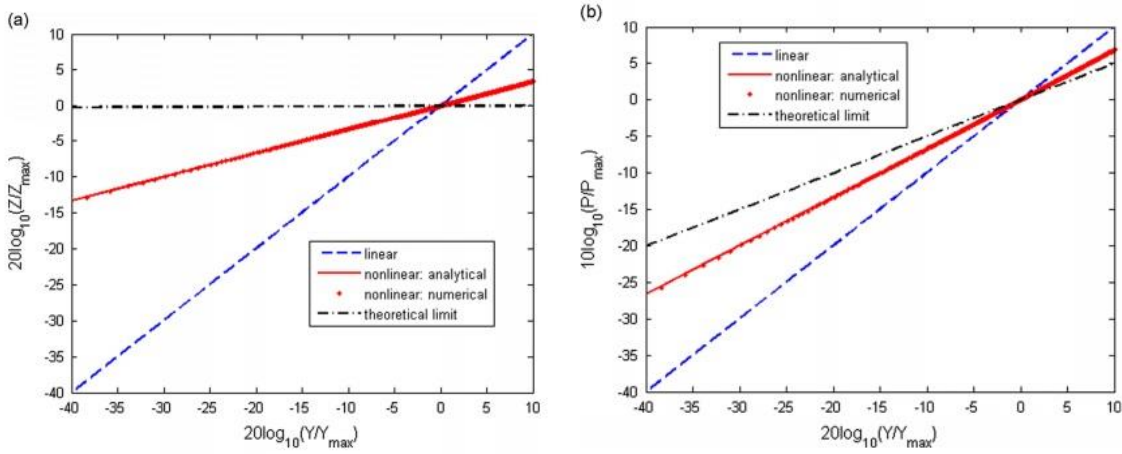 (a)
10
5
0
-5
-10
-15
-20
-25
-30
-35
-40
20log10(Z/Zmax)
linear
nonlinear: analytical
nonlinear: numerical
theoretical limit
-40 -35 -30 -25 -20 -15 -10 -5 0 5 10
20log10(Y/Ymax)
(b)
10
5
0
-5
-10
-15
-20
-25
-30
-35
-40
10log10(P/Pmax)
linear
nonlinear: analytical
nonlinear: numerical
theoretical limit
-40 -35 -30 -25 -20 -15 -10 -5 0 5 10
20log10(Y/Ymax)